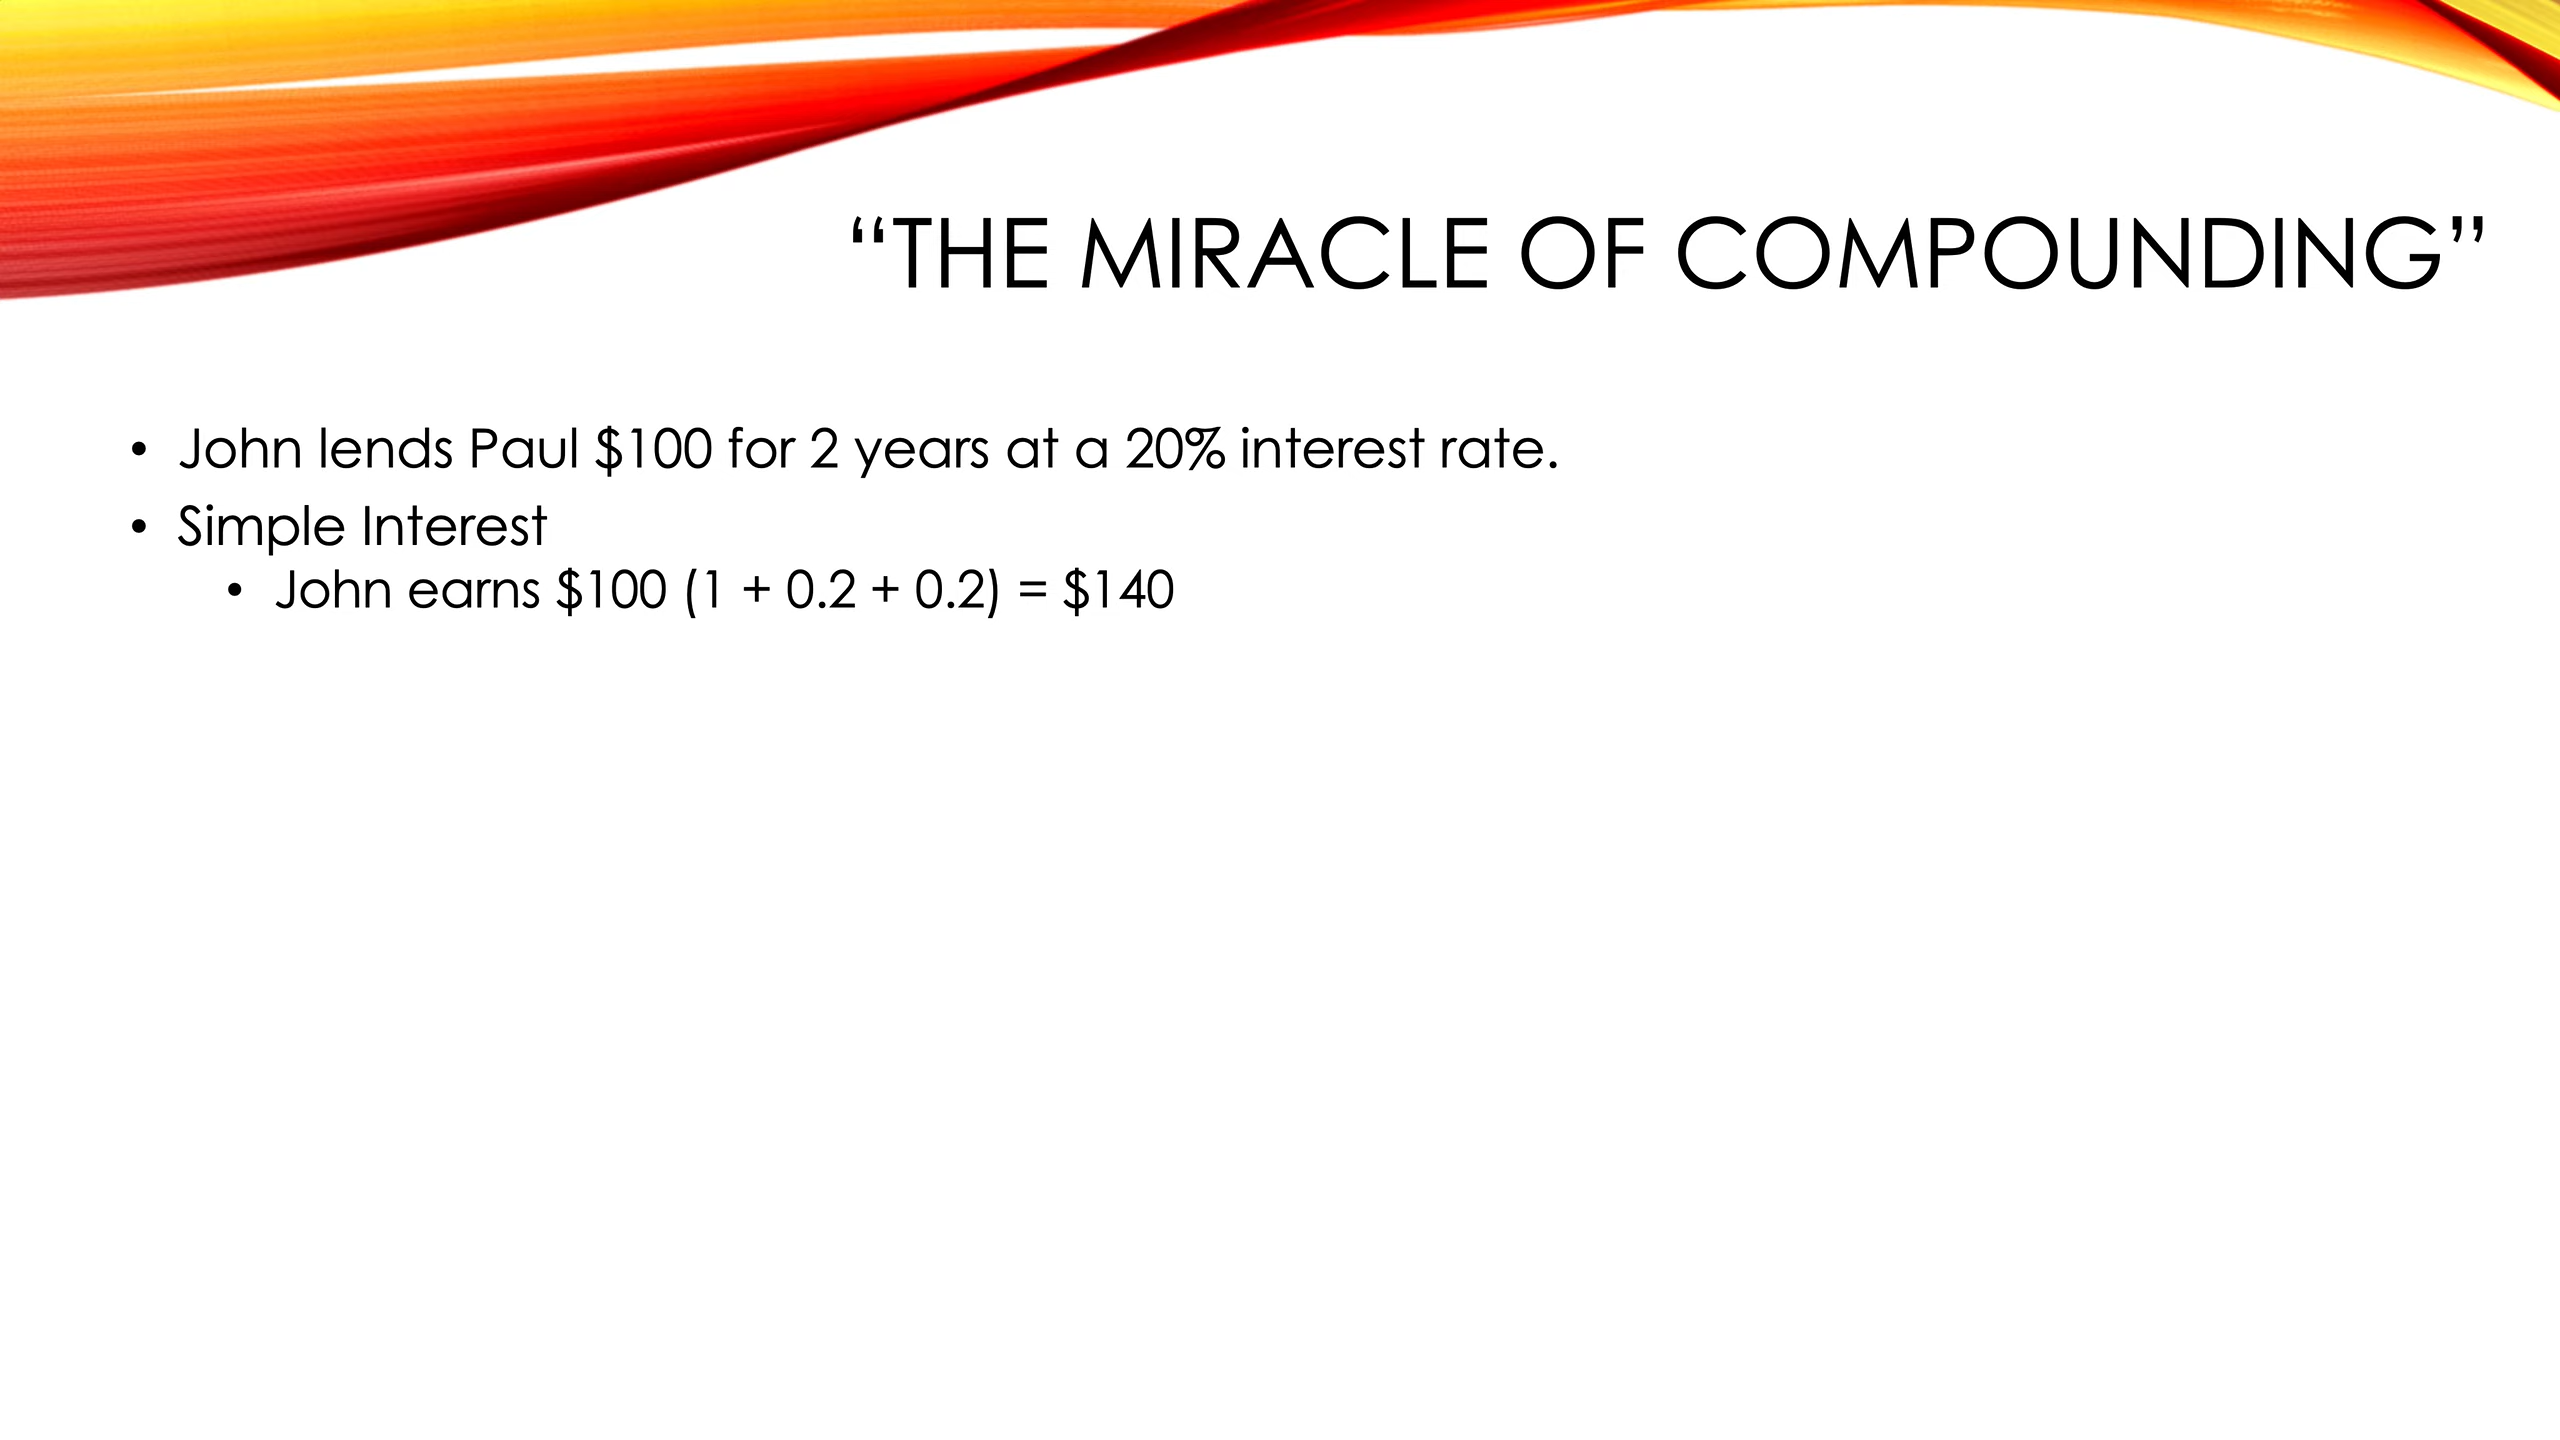 “THE MIRACLE OF COMPOUNDING”
• John lends Paul $100 for 2 years at a 20% interest rate.
• Simple Interest
• John earns $100 (1 + 0.2 + 0.2) = $140